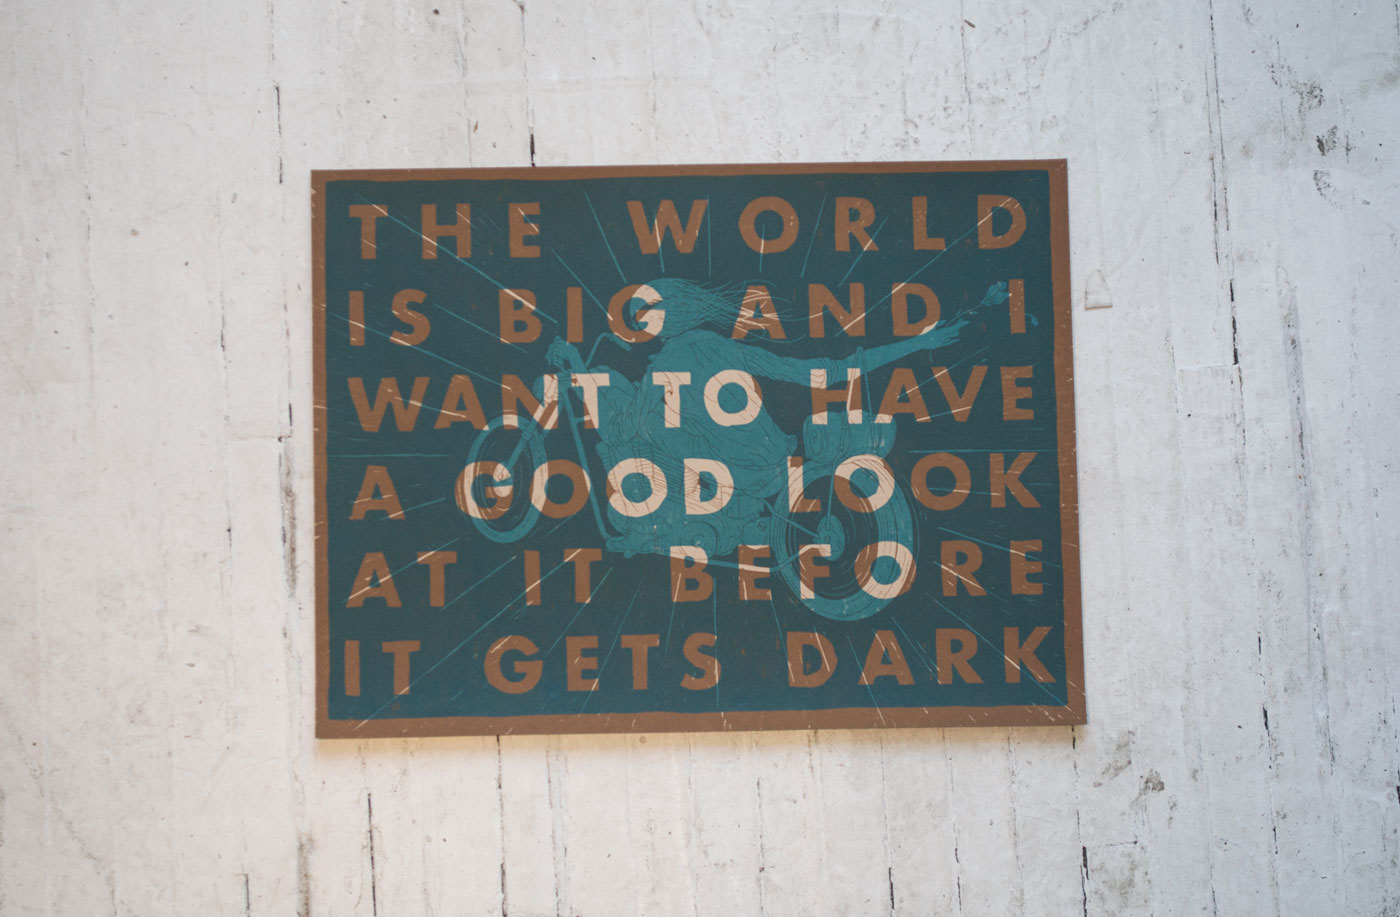 THE WORLD
IS BIG AND I
WANT TO HAVE
A GOOD LOOK
AT IT BEFORE
IT GETS DARK